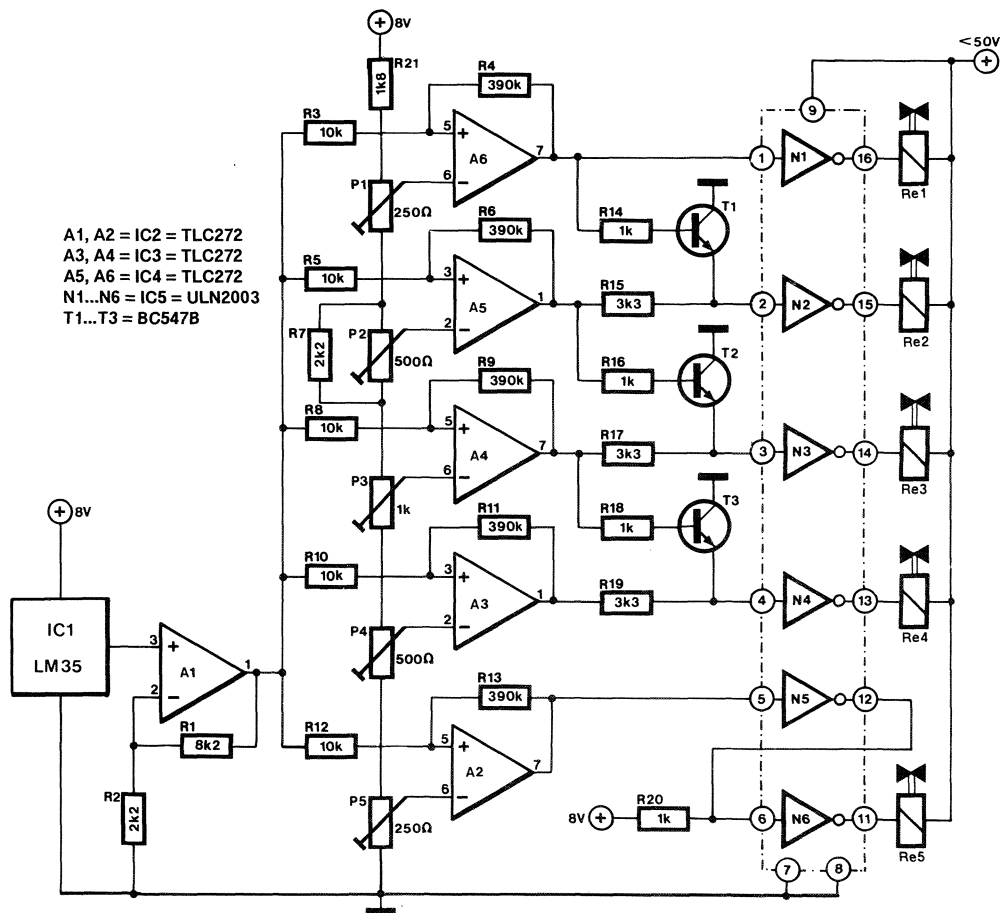 8V
<50V
R21
1k8
R4
390k
9
R3
10k
5
+
A6
7
1
N1
16
6
−
Re1
P1
250Ω
R14
1k
T1
R6
390k
A1, A2 = IC2 = TLC272
A3, A4 = IC3 = TLC272
A5, A6 = IC4 = TLC272
N1...N6 = IC5 = ULN2003
T1...T3 = BC547B
R5
10k
3
+
A5
1
R15
3k3
2
N2
15
2
−
Re2
R7
2k2
P2
500Ω
R16
1k
T2
R9
390k
R8
10k
5
+
A4
7
R17
3k3
3
N3
14
6
−
Re3
P3
1k
R18
1k
T3
R11
390k
8V
R10
10k
3
+
A3
1
R19
3k3
4
N4
13
2
−
Re4
IC1
LM35
3
+
A1
1
2
−
P4
500Ω
R13
390k
5
N5
12
R1
8k2
R12
10k
5
+
A2
7
6
−
R2
2k2
P5
250Ω
8V
R20
1k
6
N6
11
Re5
7
8